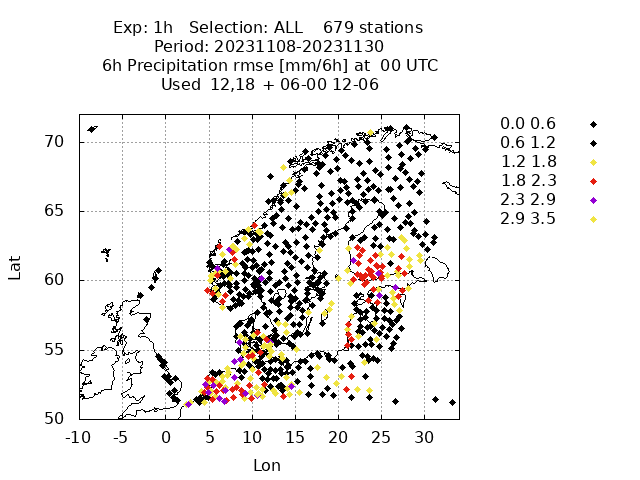 Exp: 1h Selection: ALL 679 stations
Period: 20231108-20231130
6h Precipitation rmse [mm/6h] at 00 UTC
Used 12,18 + 06-00 12-06
0.0 0.6
0.6 1.2
1.2 1.8
1.8 2.3
2.3 2.9
2.9 3.5
70
65
60
55
50
Lat
-10 -5 0 5 10 15 20 25 30
Lon